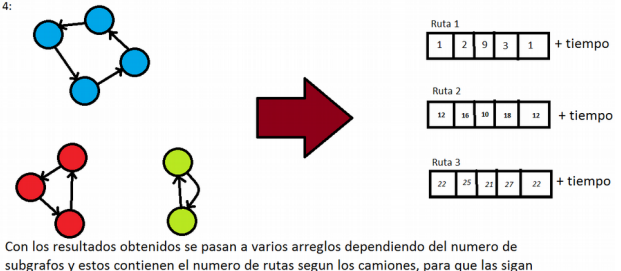 4:
Ruta 1
1 2 9 3 1 + tiempo
Ruta 2
12 16 10 18 12 + tiempo
Ruta 3
22 25 21 27 22 + tiempo
Con los resultados obtenidos se pasan a varios arreglos dependiendo del numero de
subgrafos y estos contienen el numero de rutas segun los camiones, para que las sigan